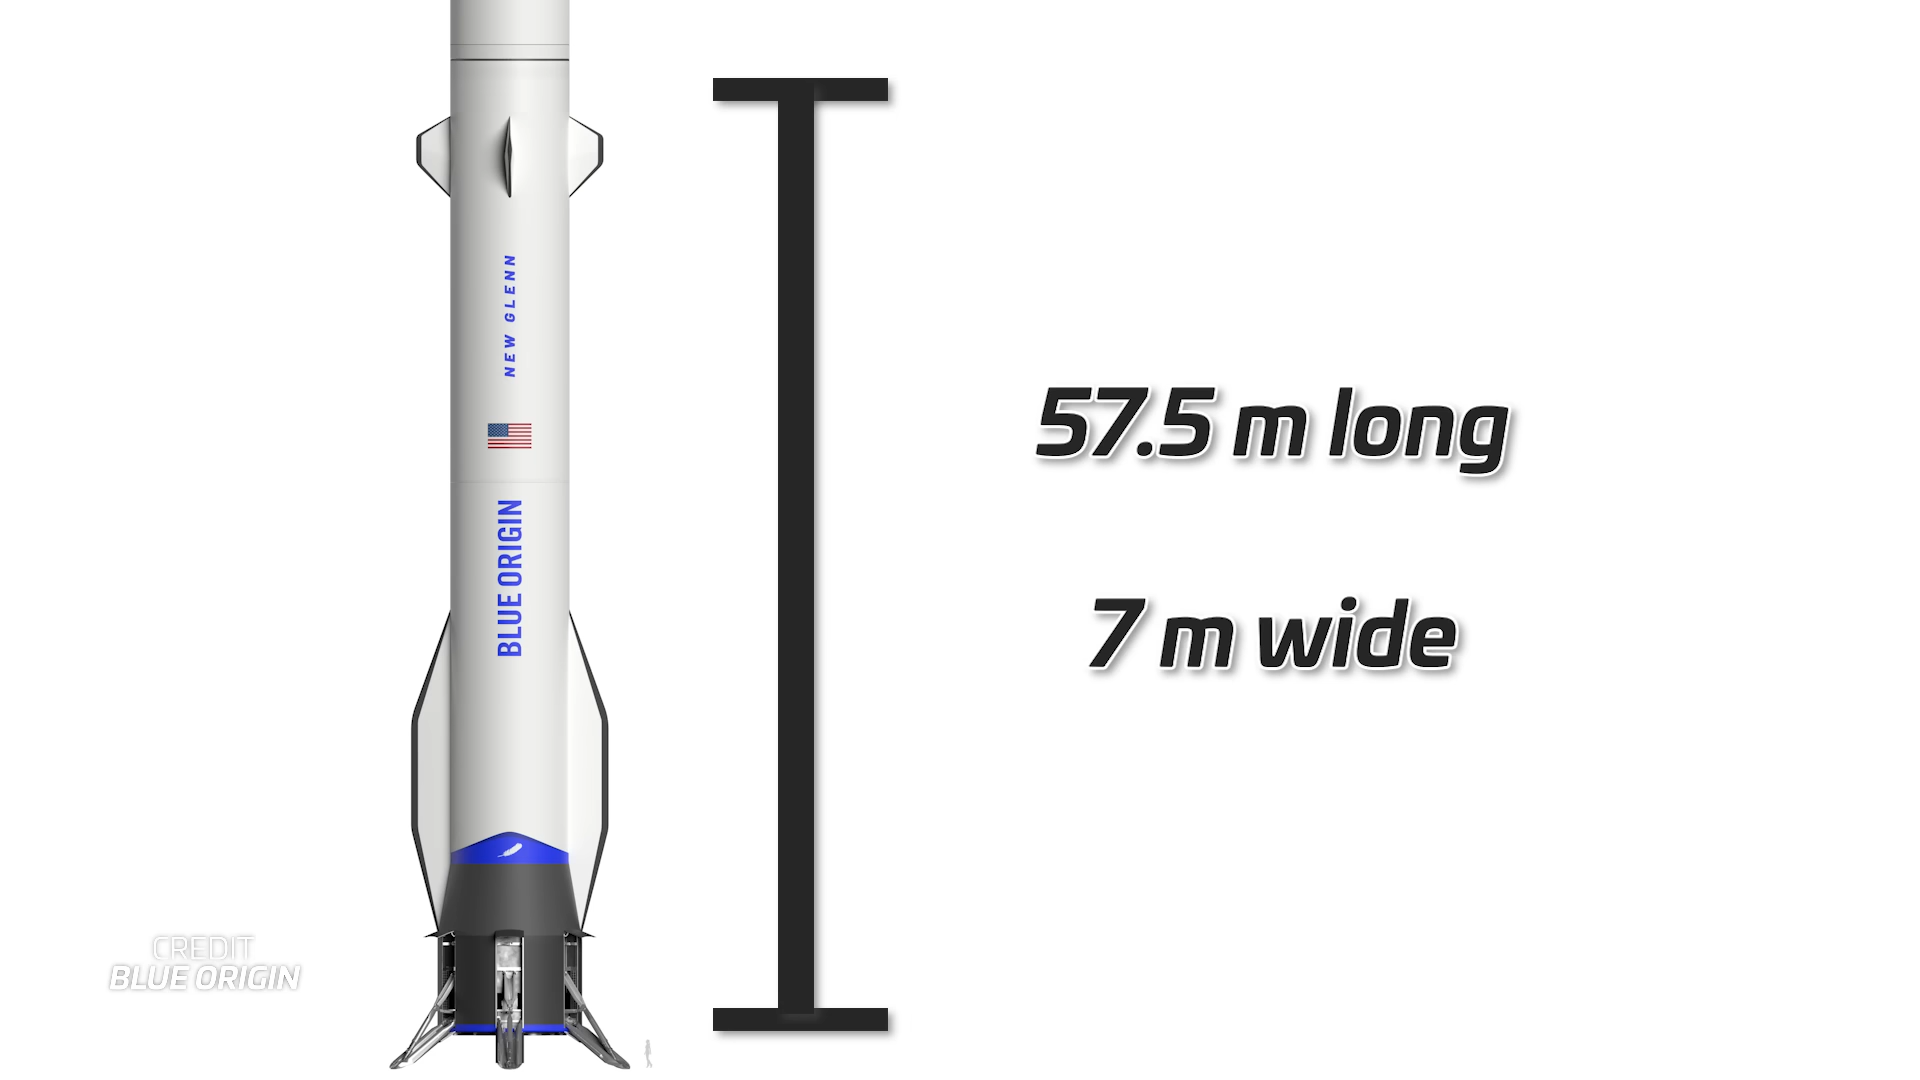 NEW GLENN
BLUE ORIGIN
57.5 m long
7 m wide
CREDIT
BLUE ORIGIN